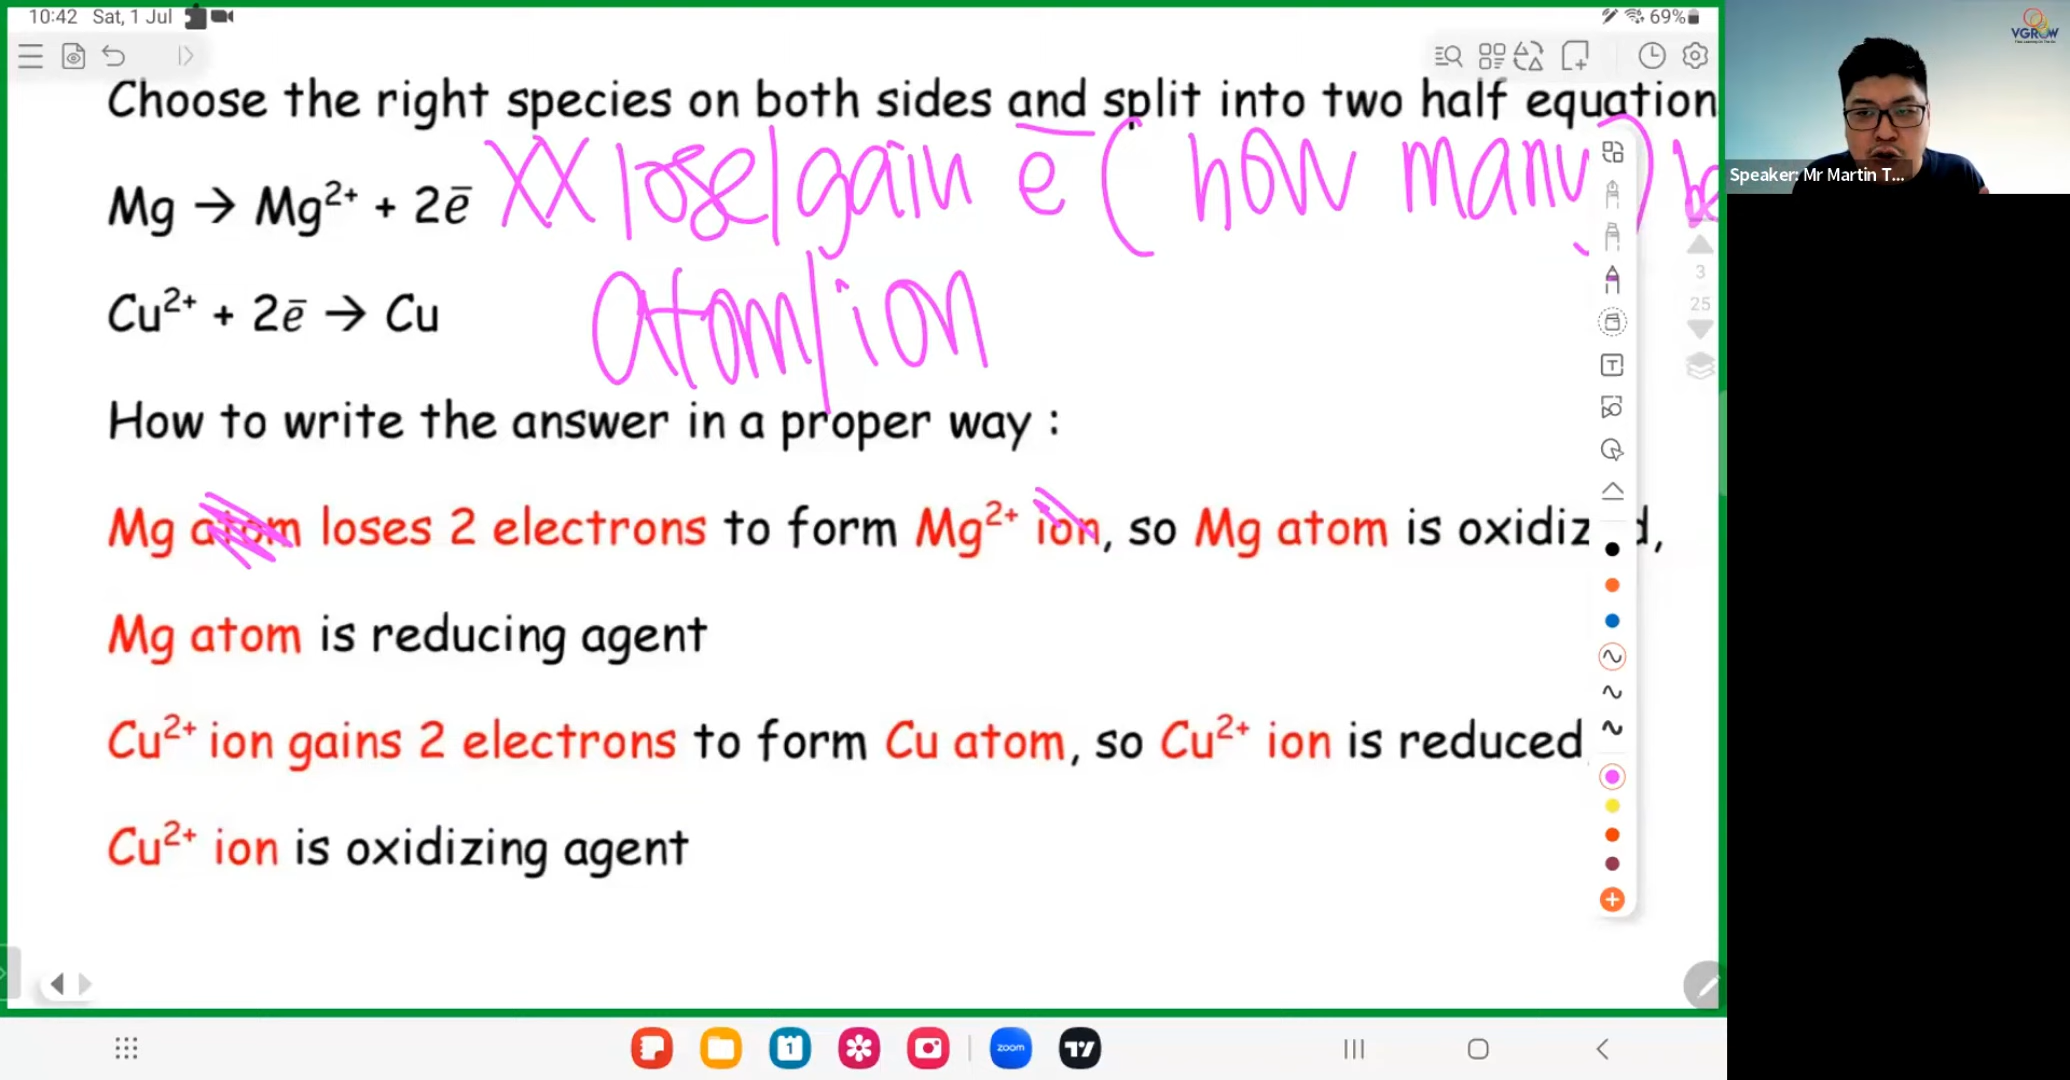 10:42 Sat, 1 Jul
69%
VGROW
Choose the right species on both sides and split into two half equation
Mg → Mg²⁺ + 2ē XX lose/gain ē (how many)
Speaker: Mr Martin T...
3
25
Cu²⁺ + 2ē → Cu atom/ion
How to write the answer in a proper way :
Mg atom loses 2 electrons to form Mg²⁺ ion, so Mg atom is oxidiz d,
Mg atom is reducing agent
Cu²⁺ ion gains 2 electrons to form Cu atom, so Cu²⁺ ion is reduced
Cu²⁺ ion is oxidizing agent
1
zoom